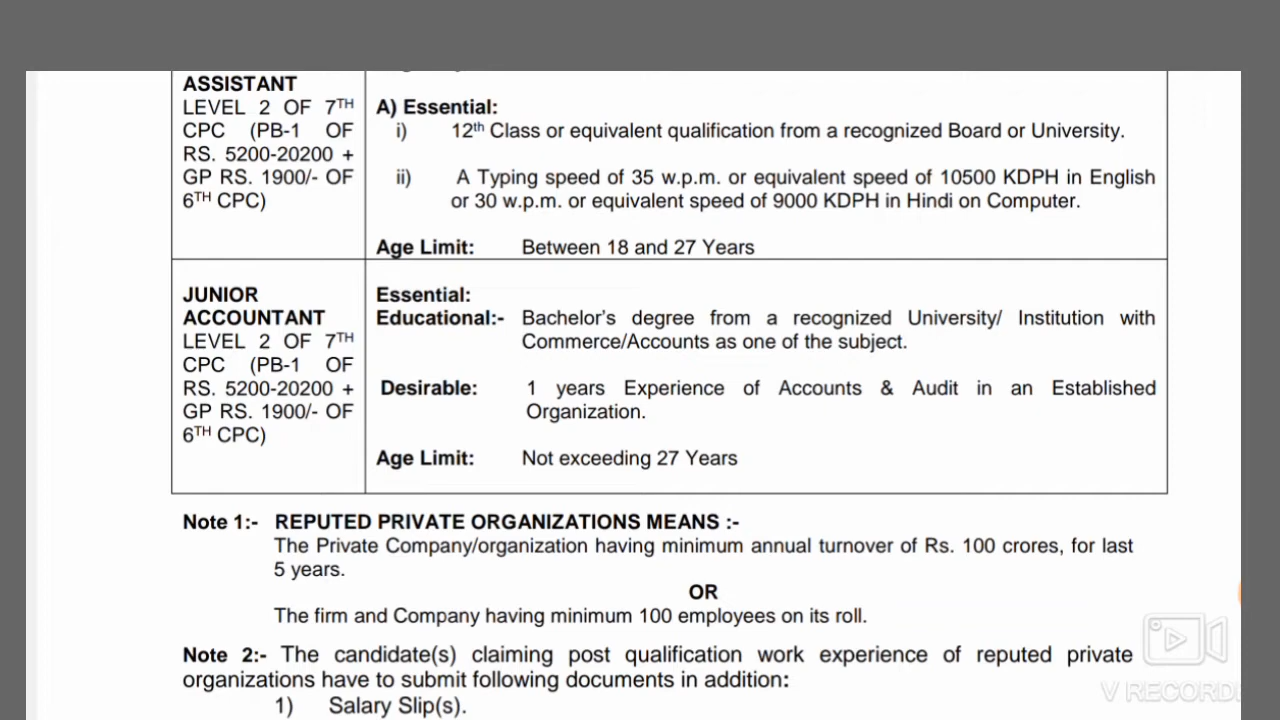 ASSISTANT
LEVEL 2 OF 7TH
CPC (PB-1 OF
RS. 5200-20200 +
GP RS. 1900/- OF
6TH CPC)
A) Essential:
i) 12th Class or equivalent qualification from a recognized Board or University.
ii) A Typing speed of 35 w.p.m. or equivalent speed of 10500 KDPH in English
or 30 w.p.m. or equivalent speed of 9000 KDPH in Hindi on Computer.
Age Limit: Between 18 and 27 Years
JUNIOR
ACCOUNTANT
LEVEL 2 OF 7TH
CPC (PB-1 OF
RS. 5200-20200 +
GP RS. 1900/- OF
6TH CPC)
Essential:
Educational:- Bachelor's degree from a recognized University/ Institution with
Commerce/Accounts as one of the subject.
Desirable: 1 years Experience of Accounts & Audit in an Established
Organization.
Age Limit: Not exceeding 27 Years
Note 1:- REPUTED PRIVATE ORGANIZATIONS MEANS :-
The Private Company/organization having minimum annual turnover of Rs. 100 crores, for last
5 years.
OR
The firm and Company having minimum 100 employees on its roll.
Note 2:- The candidate(s) claiming post qualification work experience of reputed private
organizations have to submit following documents in addition:
1) Salary Slip(s).
V RECORDE